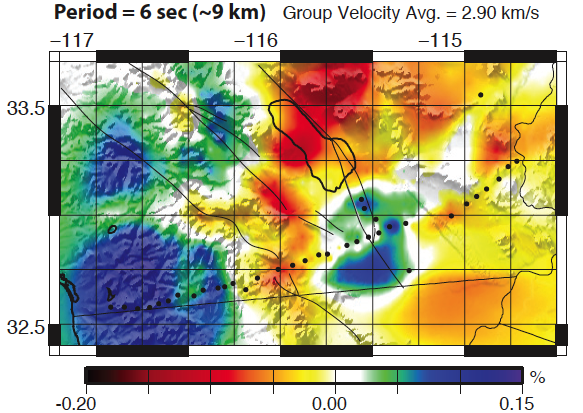 Period = 6 sec (~9 km) Group Velocity Avg. = 2.90 km/s
−117 −116 −115
33.5
32.5
%
-0.20 0.00 0.15